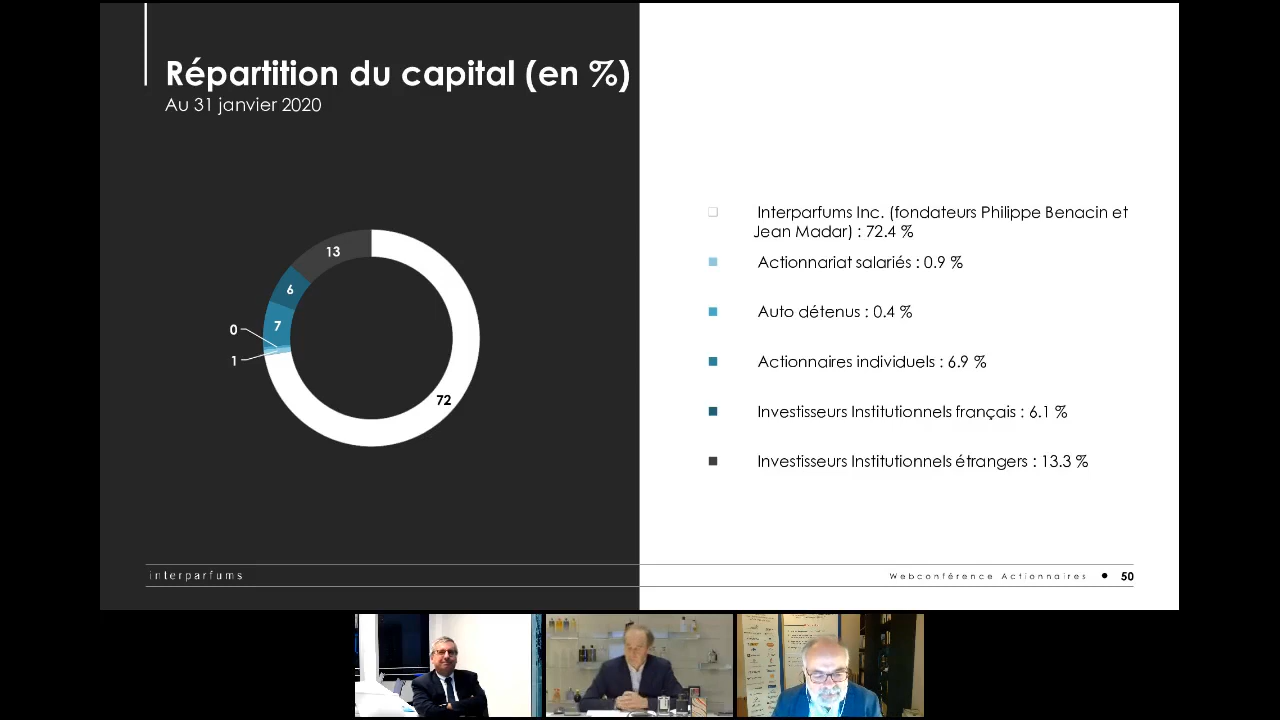 Répartition du capital (en %)
Au 31 janvier 2020
13
6
7
0
1
72
Interparfums Inc. (fondateurs Philippe Benacin et
Jean Madar) : 72.4 %
Actionnariat salariés : 0.9 %
Auto détenus : 0.4 %
Actionnaires individuels : 6.9 %
Investisseurs Institutionnels français : 6.1 %
Investisseurs Institutionnels étrangers : 13.3 %
interparfums
Webconférence Actionnaires ● 50